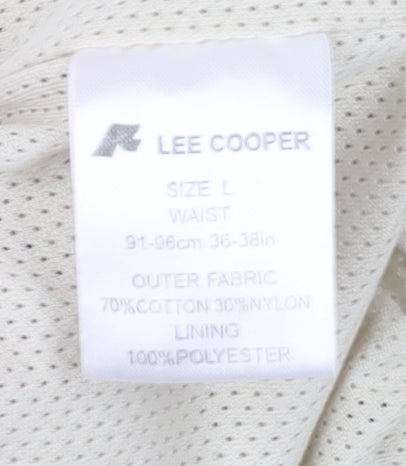 LEE COOPER
SIZE L
WAIST
91-96cm 36-38in
OUTER FABRIC
70%COTTON 30%NYLON
LINING
100%POLYESTER